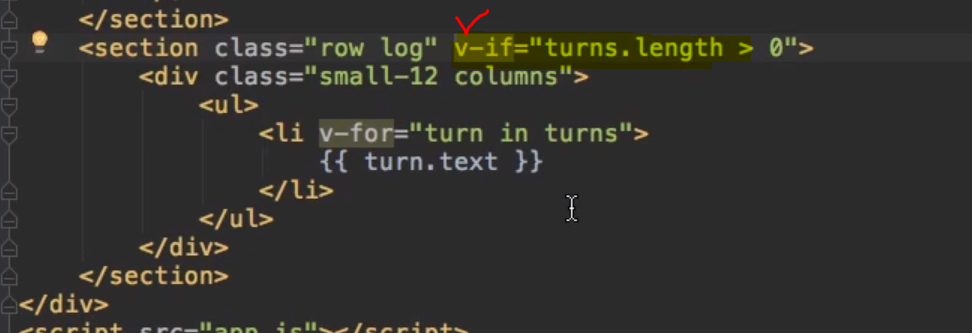 </section>
<section class="row log" v-if="turns.length > 0">
<div class="small-12 columns">
<ul>
<li v-for="turn in turns">
{{ turn.text }}
</li>
</ul>
</div>
</section>
</div>
<script src="app.js"></script>